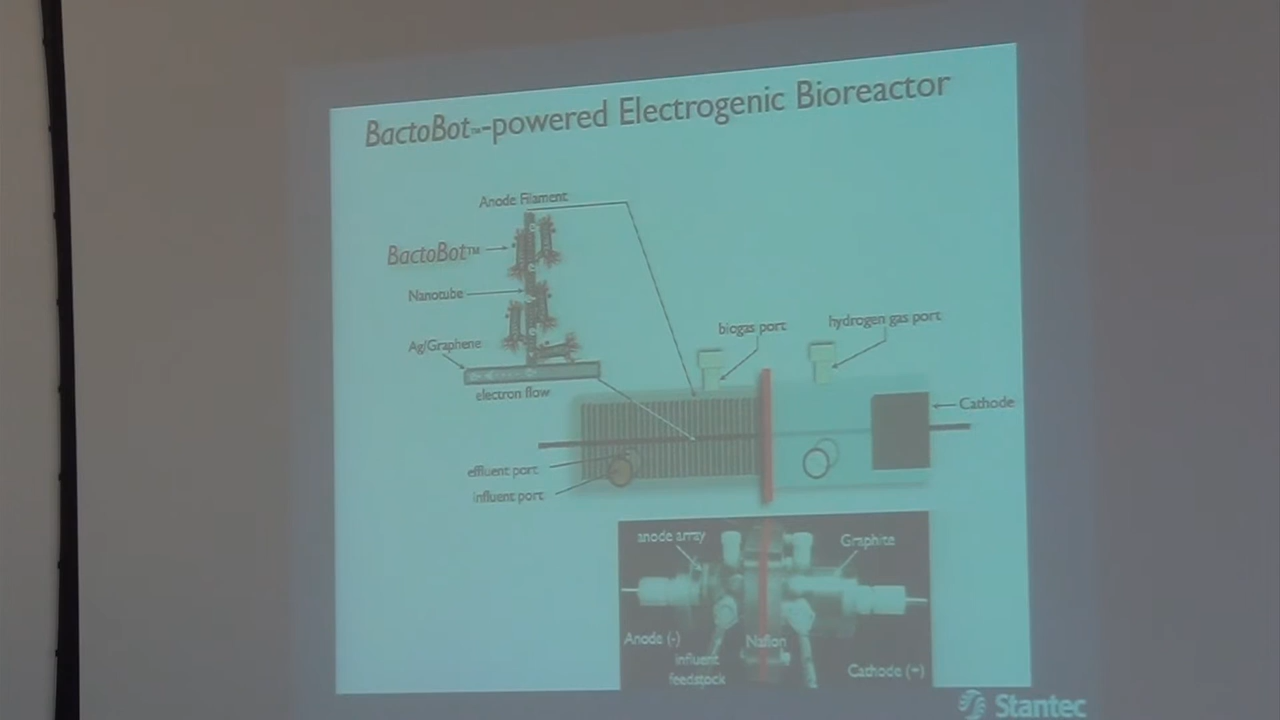 BactoBot™-powered Electrogenic Bioreactor
Anode Filament
BactoBot™
Nanotube
Ag/Graphene
electron flow
biogas port
hydrogen gas port
Cathode
effluent port
influent port
anode array
Graphite
Anode (-)
Nafion
influent
feedstock
Cathode (+)
Stantec